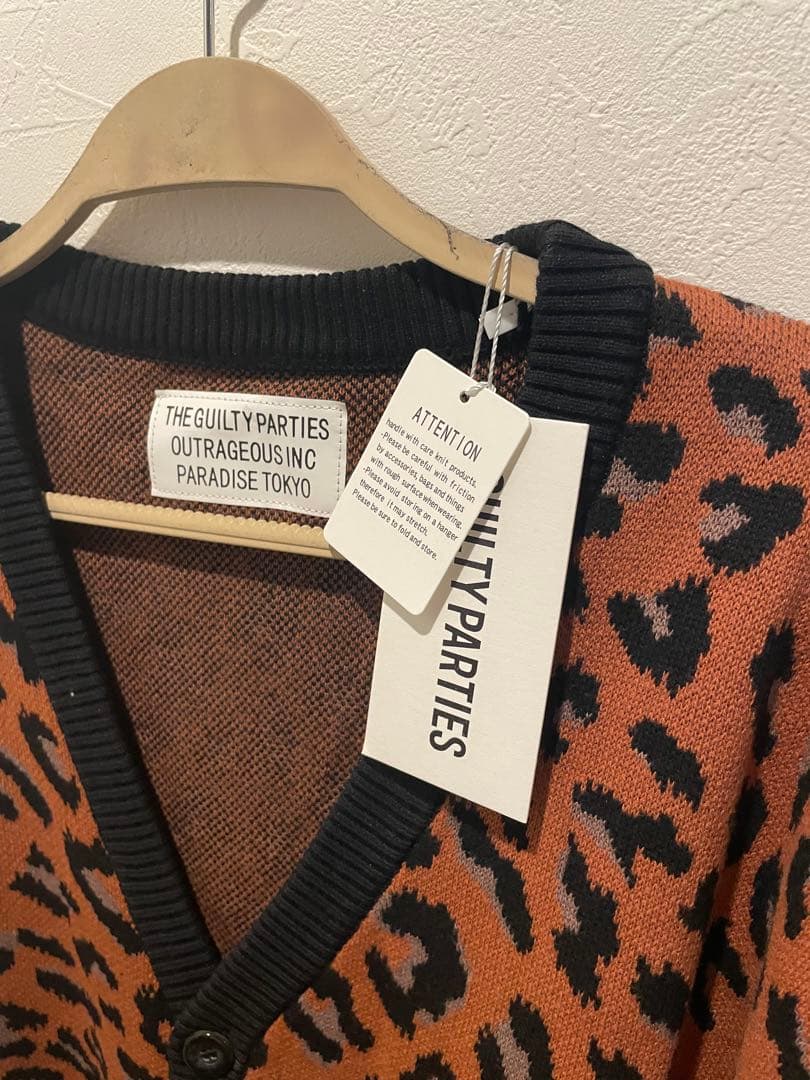 THE GUILTY PARTIES
OUTRAGEOUS INC
PARADISE TOKYO
ATTENTION
handle with care knit products.
-Please be careful with friction
by accessories, bags and things
with rough surface when wearing.
-Please avoid storing on a hanger
therefore it may stretch.
Please be sure to fold and store.
GUILTY PARTIES